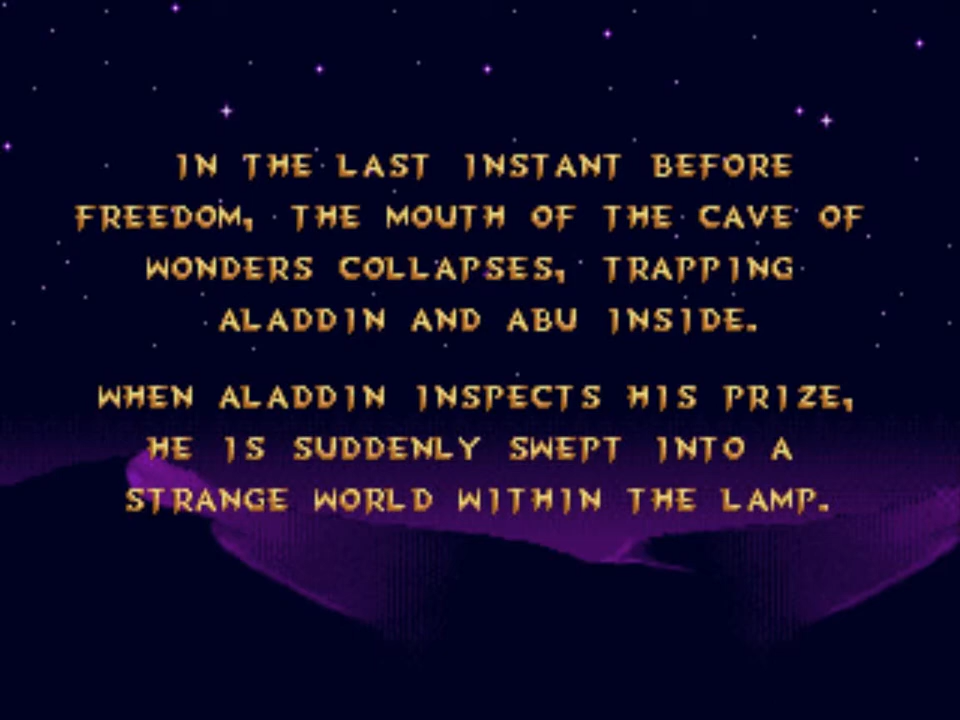 IN THE LAST INSTANT BEFORE
FREEDOM, THE MOUTH OF THE CAVE OF
WONDERS COLLAPSES, TRAPPING
ALADDIN AND ABU INSIDE.
WHEN ALADDIN INSPECTS HIS PRIZE,
HE IS SUDDENLY SWEPT INTO A
STRANGE WORLD WITHIN THE LAMP.